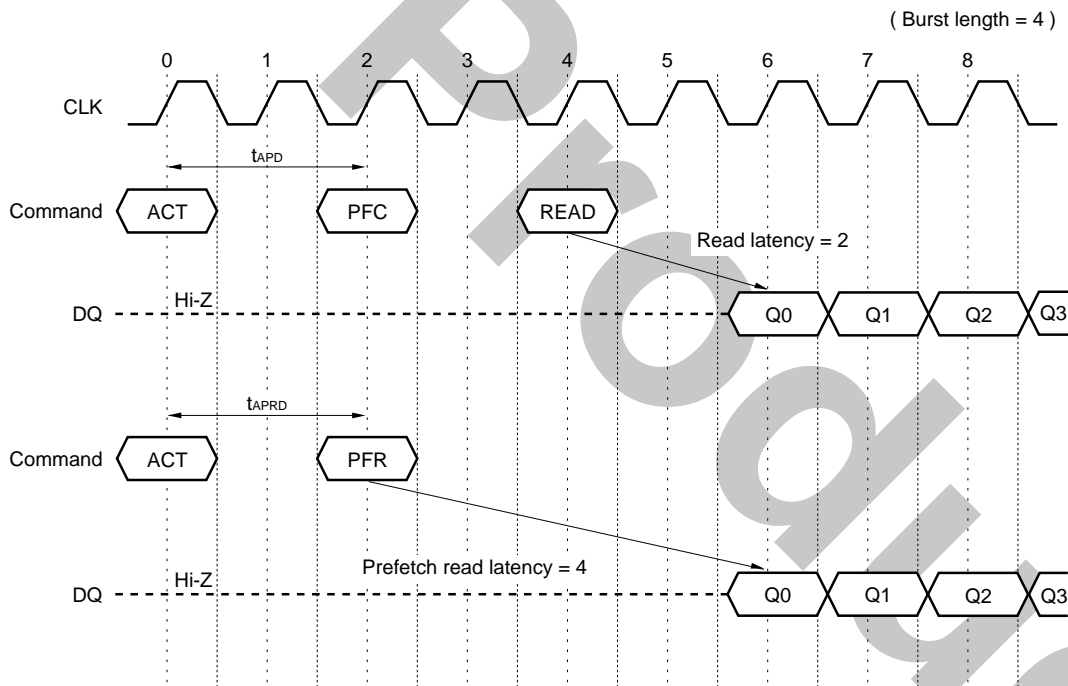 ( Burst length = 4 )
0 1 2 3 4 5 6 7 8
CLK
tAPD
Command ACT PFC READ
Read latency = 2
Hi-Z
DQ Q0 Q1 Q2 Q3
tAPRD
Command ACT PFR
Prefetch read latency = 4
Hi-Z
DQ Q0 Q1 Q2 Q3
Produ